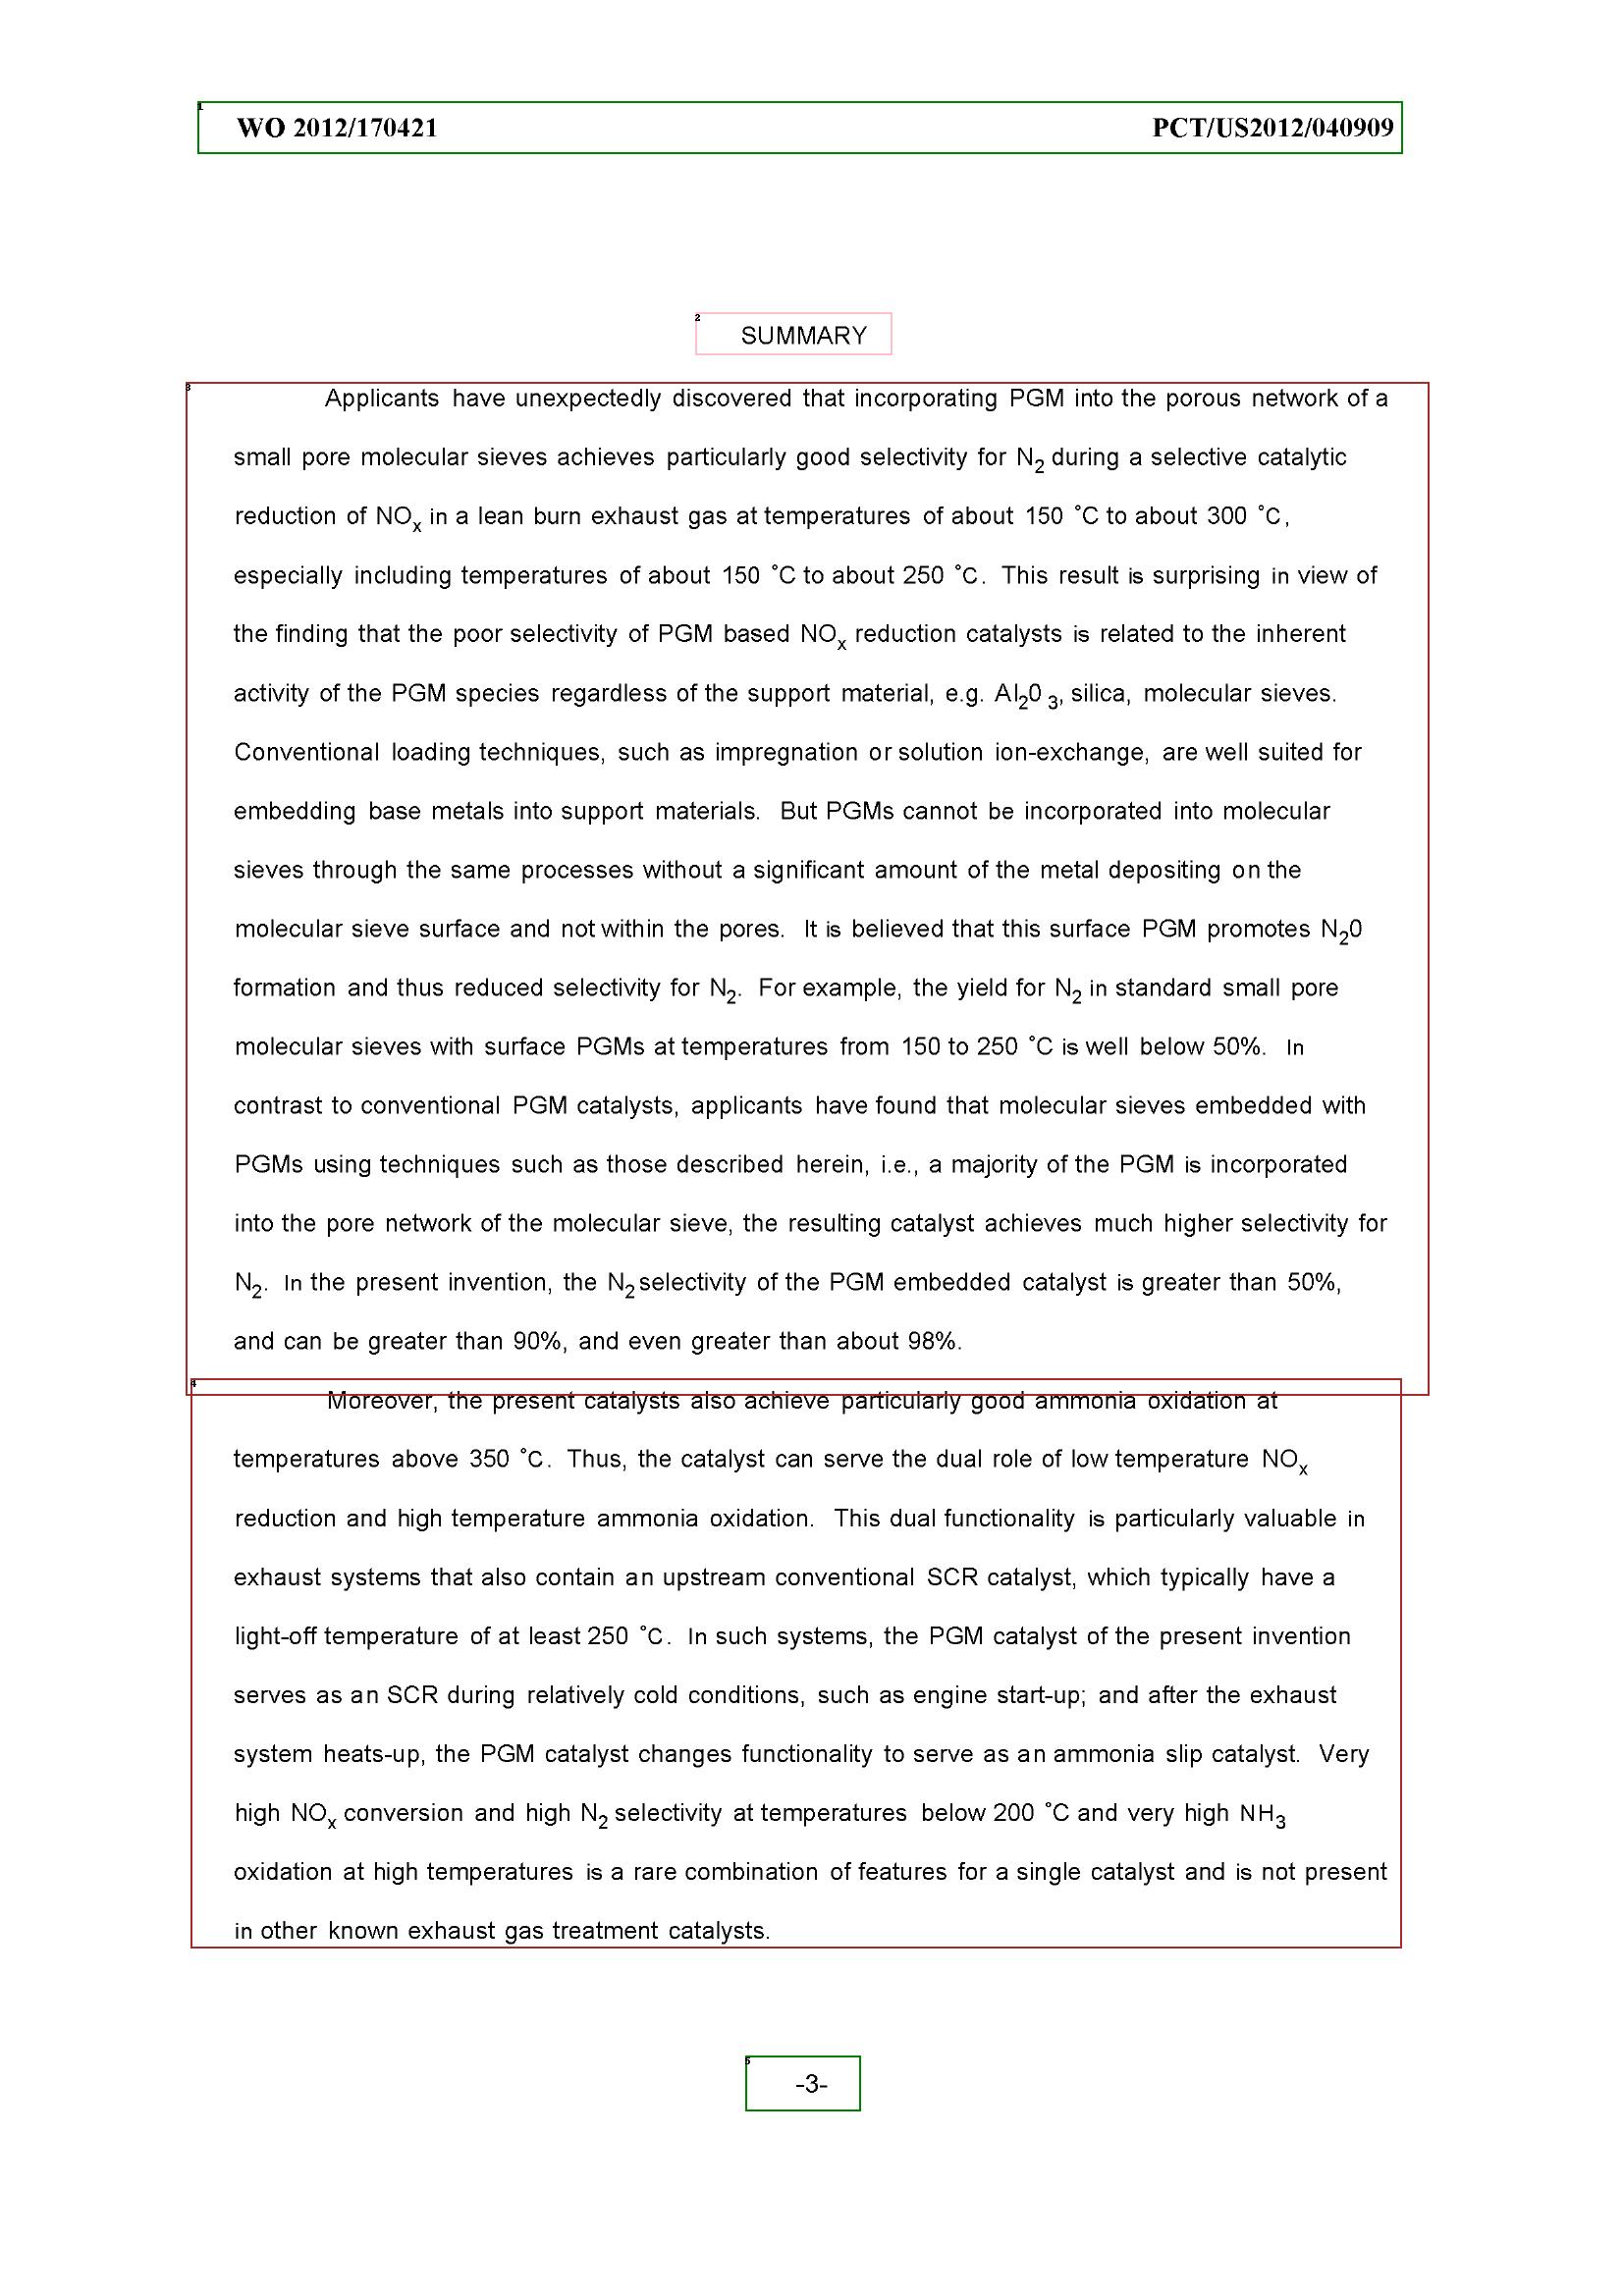 WO 2012/170421 PCT/US2012/040909
SUMMARY
Applicants have unexpectedly discovered that incorporating PGM into the porous network of a
small pore molecular sieves achieves particularly good selectivity for N₂ during a selective catalytic
reduction of NOₓ in a lean burn exhaust gas at temperatures of about 150 ˚C to about 300 ˚C,
especially including temperatures of about 150 ˚C to about 250 ˚C. This result is surprising in view of
the finding that the poor selectivity of PGM based NOₓ reduction catalysts is related to the inherent
activity of the PGM species regardless of the support material, e.g. Al₂0 ₃, silica, molecular sieves.
Conventional loading techniques, such as impregnation or solution ion-exchange, are well suited for
embedding base metals into support materials. But PGMs cannot be incorporated into molecular
sieves through the same processes without a significant amount of the metal depositing on the
molecular sieve surface and not within the pores. It is believed that this surface PGM promotes N₂0
formation and thus reduced selectivity for N₂. For example, the yield for N₂ in standard small pore
molecular sieves with surface PGMs at temperatures from 150 to 250 ˚C is well below 50%. In
contrast to conventional PGM catalysts, applicants have found that molecular sieves embedded with
PGMs using techniques such as those described herein, i.e., a majority of the PGM is incorporated
into the pore network of the molecular sieve, the resulting catalyst achieves much higher selectivity for
N₂. In the present invention, the N₂ selectivity of the PGM embedded catalyst is greater than 50%,
and can be greater than 90%, and even greater than about 98%.
Moreover, the present catalysts also achieve particularly good ammonia oxidation at
temperatures above 350 ˚C. Thus, the catalyst can serve the dual role of low temperature NOₓ
reduction and high temperature ammonia oxidation. This dual functionality is particularly valuable in
exhaust systems that also contain an upstream conventional SCR catalyst, which typically have a
light-off temperature of at least 250 ˚C. In such systems, the PGM catalyst of the present invention
serves as an SCR during relatively cold conditions, such as engine start-up; and after the exhaust
system heats-up, the PGM catalyst changes functionality to serve as an ammonia slip catalyst. Very
high NOₓ conversion and high N₂ selectivity at temperatures below 200 ˚C and very high NH₃
oxidation at high temperatures is a rare combination of features for a single catalyst and is not present
in other known exhaust gas treatment catalysts.
-3-